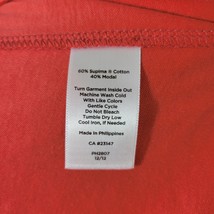 60% Supima ® Cotton
40% Modal
Turn Garment Inside Out
Machine Wash Cold
With Like Colors
Gentle Cycle
Do Not Bleach
Tumble Dry Low
Cool Iron, If Needed
Made In Philippines
CA #23147
PH2807
12/12